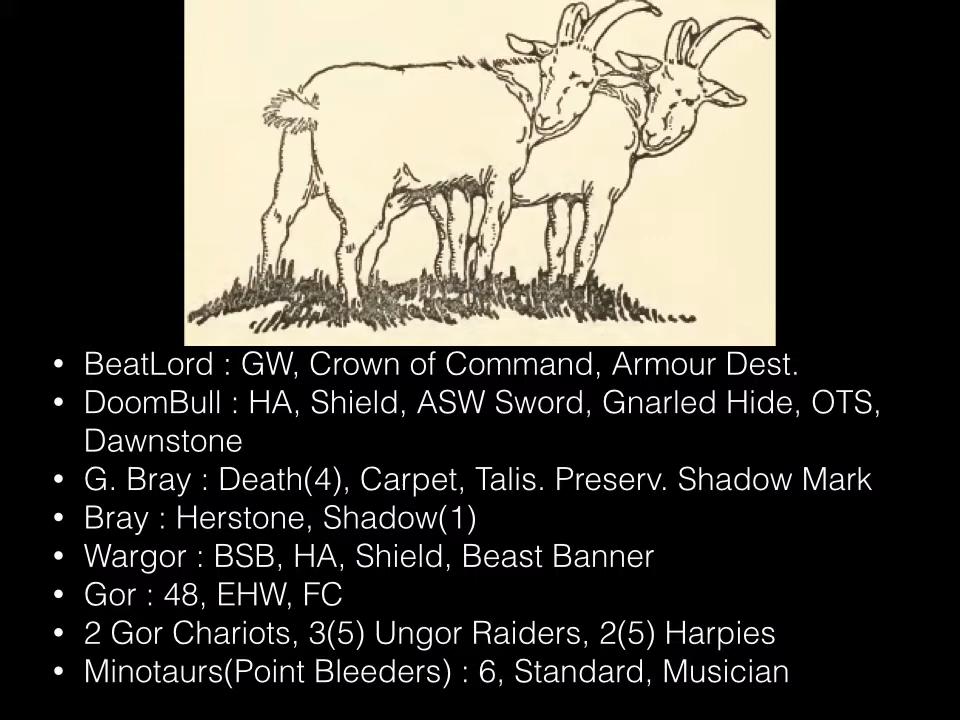 • BeatLord : GW, Crown of Command, Armour Dest.
• DoomBull : HA, Shield, ASW Sword, Gnarled Hide, OTS,
Dawnstone
• G. Bray : Death(4), Carpet, Talis. Preserv. Shadow Mark
• Bray : Herstone, Shadow(1)
• Wargor : BSB, HA, Shield, Beast Banner
• Gor : 48, EHW, FC
• 2 Gor Chariots, 3(5) Ungor Raiders, 2(5) Harpies
• Minotaurs(Point Bleeders) : 6, Standard, Musician